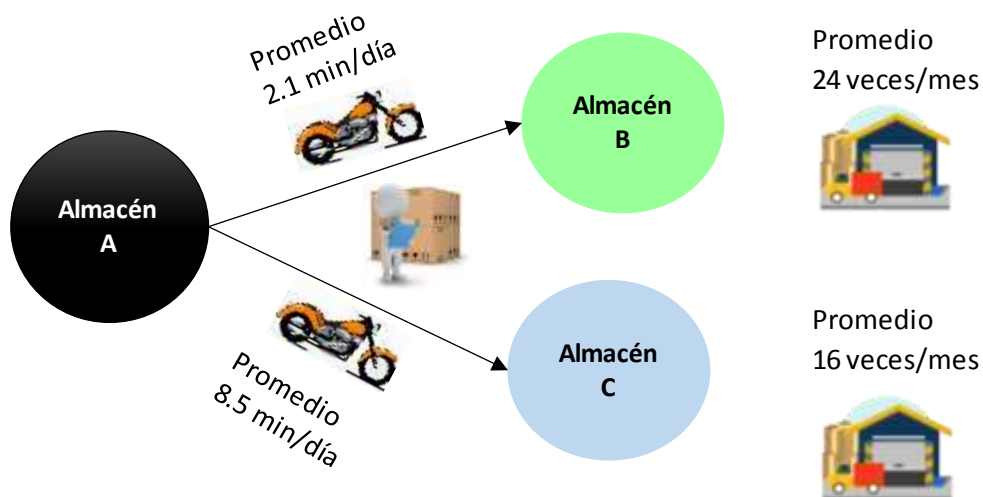 Promedio
2.1 min/día
Promedio
24 veces/mes
Almacén
B
Almacén
A
Almacén
C
Promedio
16 veces/mes
Promedio
8.5 min/día